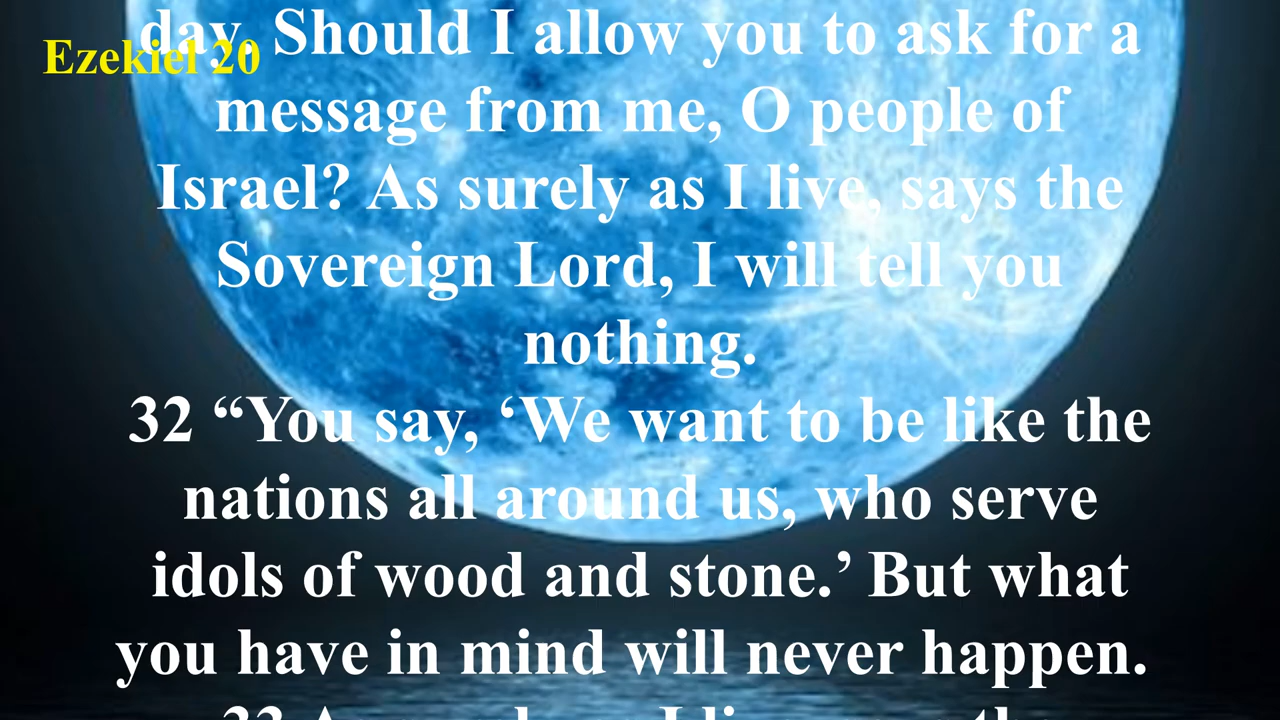 Ezekiel 20
day. Should I allow you to ask for a
message from me, O people of
Israel? As surely as I live, says the
Sovereign Lord, I will tell you
nothing.
32 “You say, ‘We want to be like the
nations all around us, who serve
idols of wood and stone.’ But what
you have in mind will never happen.